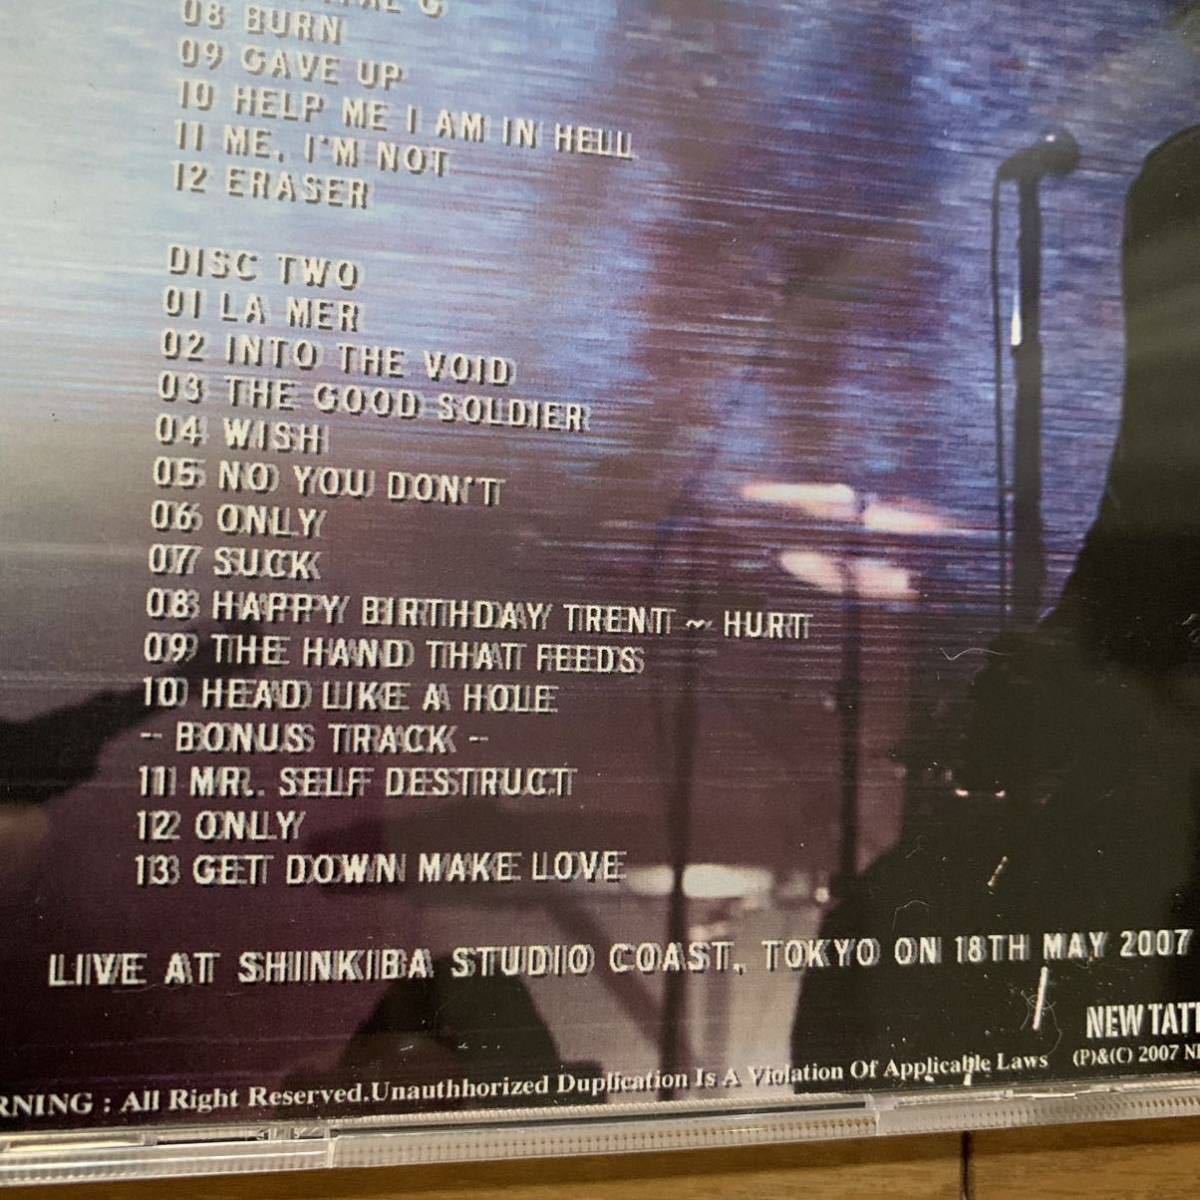 08 BURN
09 GAVE UP
10 HELP ME I AM IN HELL
11 ME, I'M NOT
12 ERASER
DISC TWO
01 LA MER
02 INTO THE VOID
03 THE GOOD SOLDIER
04 WISH
05 NO YOU DON'T
06 ONLY
07 SUCK
08 HAPPY BIRTHDAY TRENT ~ HURT
09 THE HAND THAT FEEDS
10 HEAD LIKE A HOLE
-- BONUS TRACK --
11 MR. SELF DESTRUCT
12 ONLY
13 GET DOWN MAKE LOVE
LIVE AT SHINKIBA STUDIO COAST, TOKYO ON 18TH MAY 2007
NEW TAT
RNING : All Right Reserved.Unauthhorized Duplication Is A Violation Of Applicable Laws (P)&(C) 2007 N